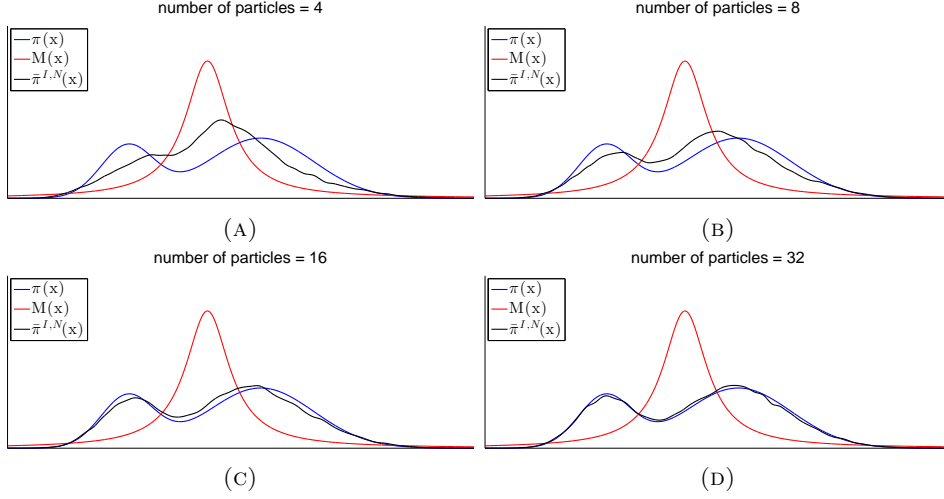 number of particles = 4
π(x)
M(x)
π̄^{I,N}(x)
(A)
number of particles = 8
π(x)
M(x)
π̄^{I,N}(x)
(B)
number of particles = 16
π(x)
M(x)
π̄^{I,N}(x)
(C)
number of particles = 32
π(x)
M(x)
π̄^{I,N}(x)
(D)